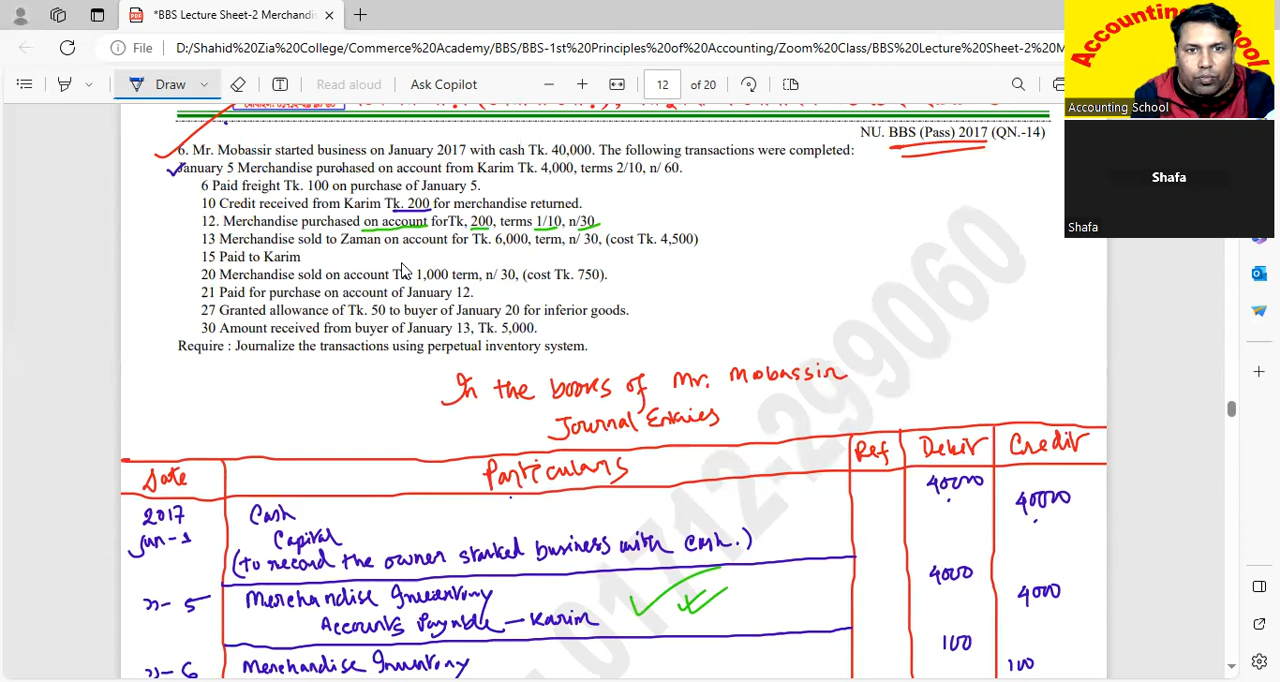 *BBS Lecture Sheet-2 Merchandi
File D:/Shahid%20Zia%20College/Commerce%20Academy/BBS/BBS-1st%20Principles%20of%20Accounting/Zoom%20Class/BBS%20Lecture%20Sheet-2%20M
Draw Read aloud Ask Copilot 12 of 20
Accounting School
Accounting School
Shafa
Shafa
NU. BBS (Pass) 2017 (QN.-14)
6. Mr. Mobassir started business on January 2017 with cash Tk. 40,000. The following transactions were completed:
January 5 Merchandise purchased on account from Karim Tk. 4,000, terms 2/10, n/ 60.
6 Paid freight Tk. 100 on purchase of January 5.
10 Credit received from Karim Tk. 200 for merchandise returned.
12. Merchandise purchased on account forTk, 200, terms 1/10, n/30
13 Merchandise sold to Zaman on account for Tk. 6,000, term, n/ 30, (cost Tk. 4,500)
15 Paid to Karim
20 Merchandise sold on account Tk. 1,000 term, n/ 30, (cost Tk. 750).
21 Paid for purchase on account of January 12.
27 Granted allowance of Tk. 50 to buyer of January 20 for inferior goods.
30 Amount received from buyer of January 13, Tk. 5,000.
Require : Journalize the transactions using perpetual inventory system.
In the books of Mr. Mobassir
Journal Entries
Date Particulars Ref Debit Credit
2017 Cash 40000
Jan-1 Capital 40000
(to record the owner started business with cash.)
"-5 Merchandise Inventory 4000
Accounts Payable – Karim 4000
"-6 Merchandise Inventory 100
100
01712-299060